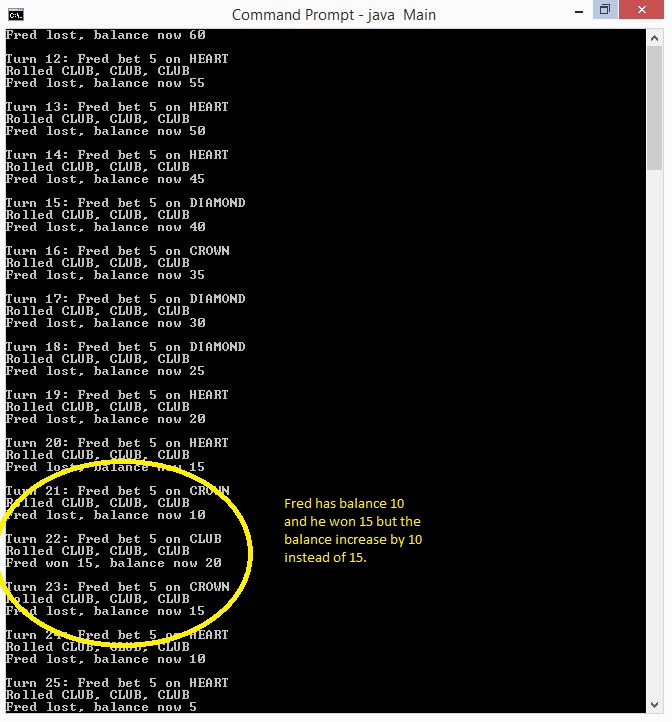 Command Prompt - java Main
Fred lost, balance now 60
Turn 12: Fred bet 5 on HEART
Rolled CLUB, CLUB, CLUB
Fred lost, balance now 55
Turn 13: Fred bet 5 on HEART
Rolled CLUB, CLUB, CLUB
Fred lost, balance now 50
Turn 14: Fred bet 5 on HEART
Rolled CLUB, CLUB, CLUB
Fred lost, balance now 45
Turn 15: Fred bet 5 on DIAMOND
Rolled CLUB, CLUB, CLUB
Fred lost, balance now 40
Turn 16: Fred bet 5 on CROWN
Rolled CLUB, CLUB, CLUB
Fred lost, balance now 35
Turn 17: Fred bet 5 on DIAMOND
Rolled CLUB, CLUB, CLUB
Fred lost, balance now 30
Turn 18: Fred bet 5 on DIAMOND
Rolled CLUB, CLUB, CLUB
Fred lost, balance now 25
Turn 19: Fred bet 5 on HEART
Rolled CLUB, CLUB, CLUB
Fred lost, balance now 20
Turn 20: Fred bet 5 on HEART
Rolled CLUB, CLUB, CLUB
Fred lost, balance now 15
Turn 21: Fred bet 5 on CROWN
Rolled CLUB, CLUB, CLUB
Fred lost, balance now 10
Turn 22: Fred bet 5 on CLUB
Rolled CLUB, CLUB, CLUB
Fred won 15, balance now 20
Turn 23: Fred bet 5 on CROWN
Rolled CLUB, CLUB, CLUB
Fred lost, balance now 15
Turn 24: Fred bet 5 on HEART
Rolled CLUB, CLUB, CLUB
Fred lost, balance now 10
Turn 25: Fred bet 5 on HEART
Rolled CLUB, CLUB, CLUB
Fred lost, balance now 5
Fred has balance 10
and he won 15 but the
balance increase by 10
instead of 15.